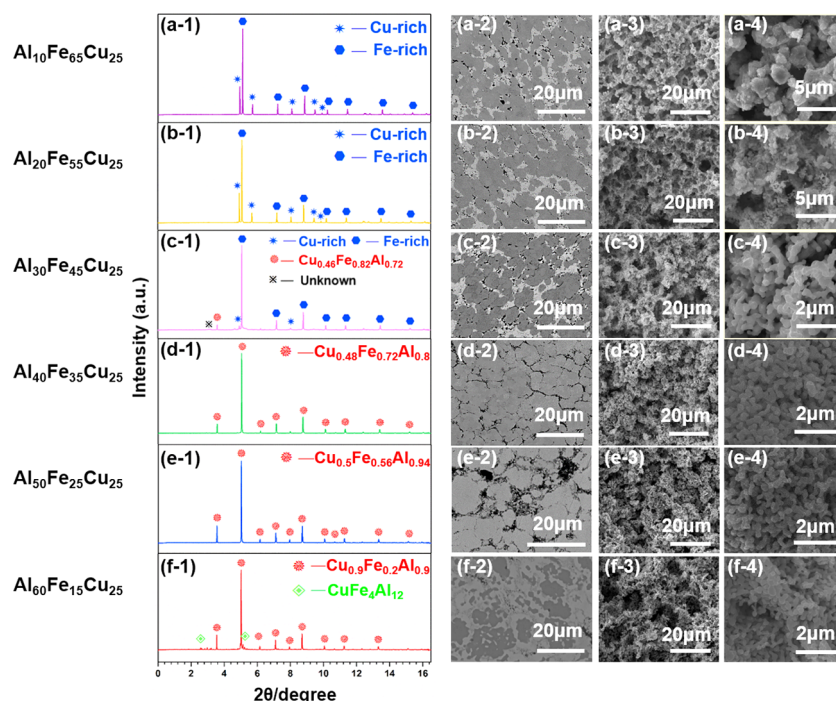 Al₁₀Fe₆₅Cu₂₅
Al₂₀Fe₅₅Cu₂₅
Al₃₀Fe₄₅Cu₂₅
Al₄₀Fe₃₅Cu₂₅
Al₅₀Fe₂₅Cu₂₅
Al₆₀Fe₁₅Cu₂₅
Intensity (a.u.)
(a-1)
— Cu-rich
— Fe-rich
(b-1)
— Cu-rich
— Fe-rich
(c-1)
— Cu-rich — Fe-rich
— Cu₀.₄₆Fe₀.₈₂Al₀.₇₂
— Unknown
(d-1)
—Cu₀.₄₈Fe₀.₇₂Al₀.₈
(e-1)
—Cu₀.₅Fe₀.₅₆Al₀.₉₄
(f-1)
—Cu₀.₉Fe₀.₂Al₀.₉
—CuFe₄Al₁₂
0 2 4 6 8 10 12 14 16
2θ/degree
(a-2)
20μm
(a-3)
20μm
(a-4)
5μm
(b-2)
20μm
(b-3)
20μm
(b-4)
5μm
(c-2)
20μm
(c-3)
20μm
(c-4)
2μm
(d-2)
20μm
(d-3)
20μm
(d-4)
2μm
(e-2)
20μm
(e-3)
20μm
(e-4)
2μm
(f-2)
20μm
(f-3)
20μm
(f-4)
2μm